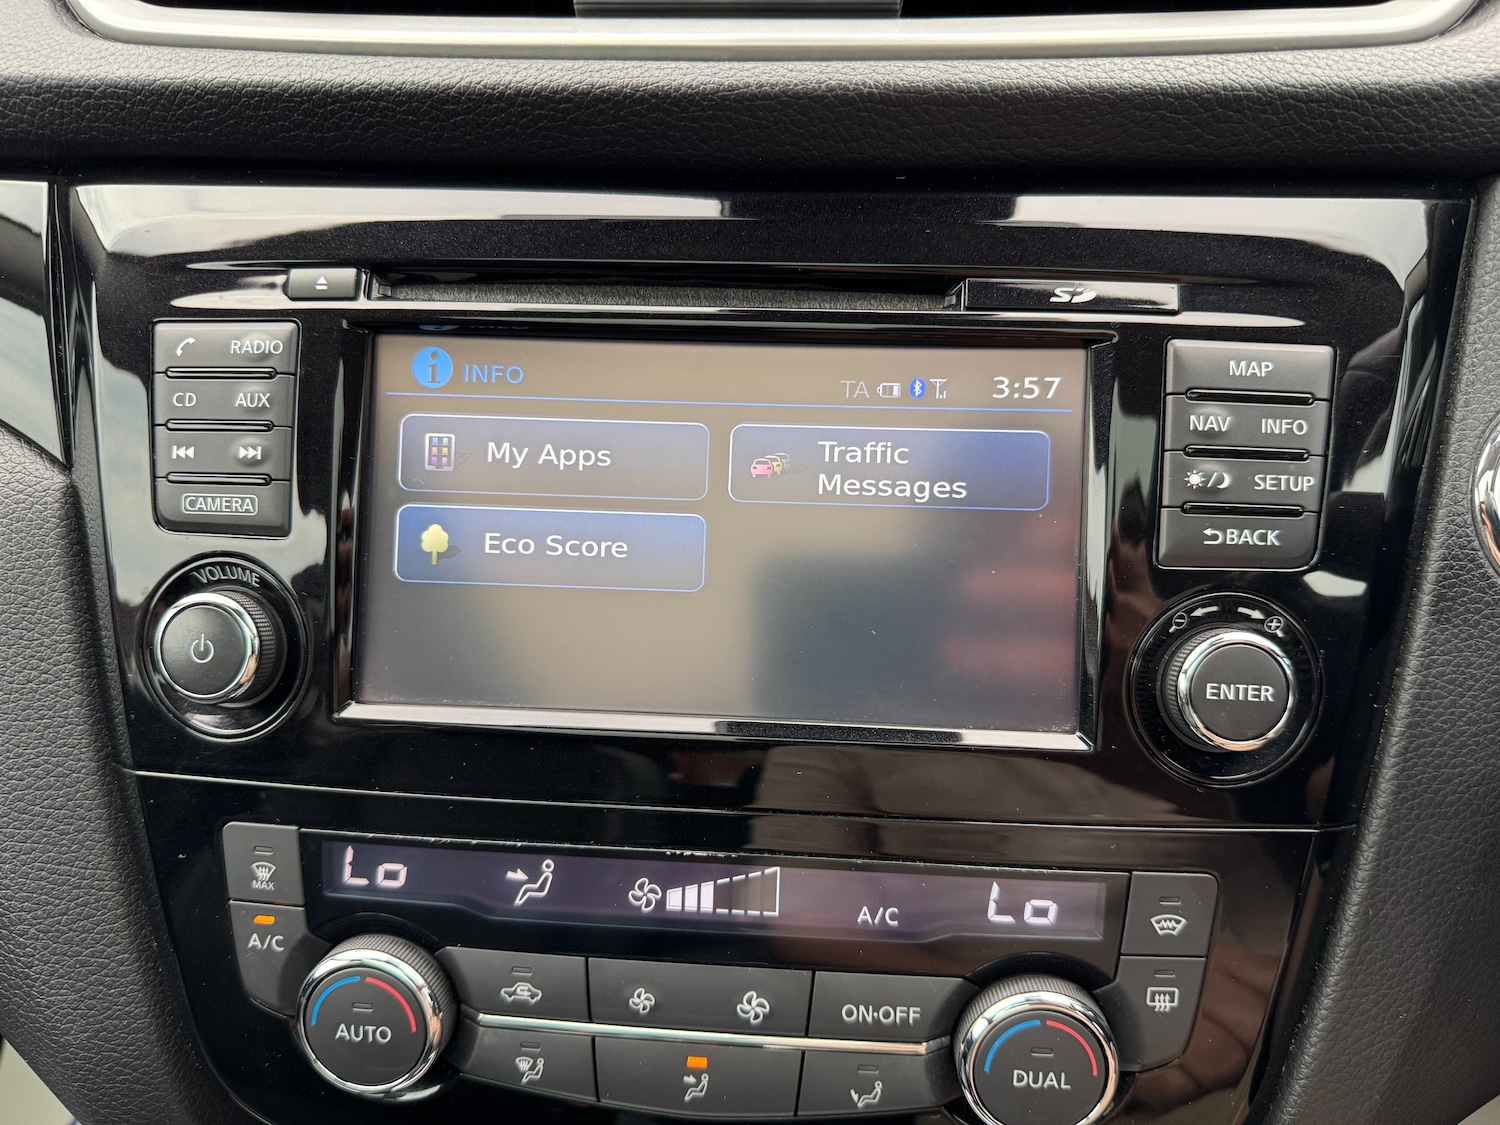 SD
RADIO
CD AUX
CAMERA
VOLUME
INFO
TA
3:57
My Apps
Traffic
Messages
Eco Score
MAP
NAV INFO
SETUP
BACK
ENTER
MAX
A/C
Lo
A/C
Lo
AUTO
ON·OFF
DUAL